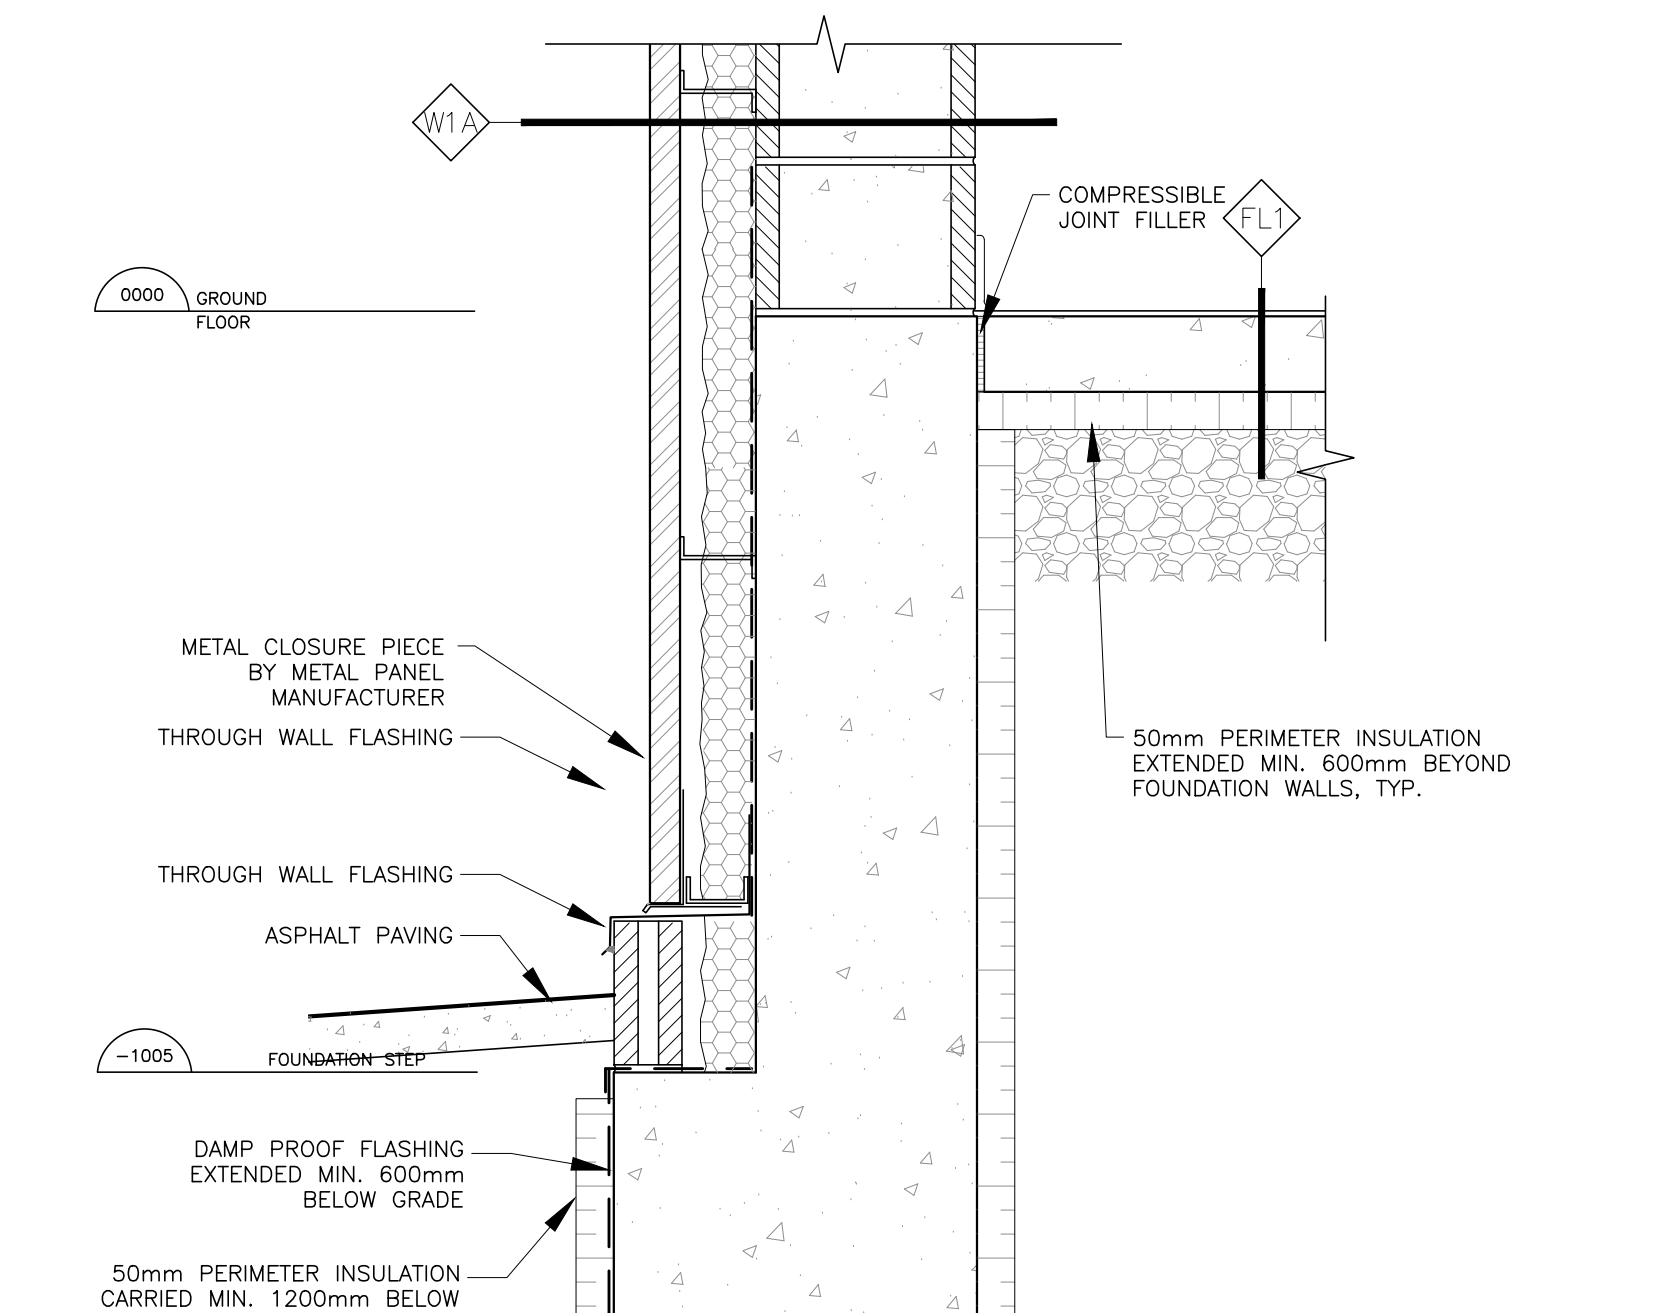 W1A
COMPRESSIBLE
JOINT FILLER
FL1
0000
GROUND
FLOOR
METAL CLOSURE PIECE
BY METAL PANEL
MANUFACTURER
THROUGH WALL FLASHING
50mm PERIMETER INSULATION
EXTENDED MIN. 600mm BEYOND
FOUNDATION WALLS, TYP.
THROUGH WALL FLASHING
ASPHALT PAVING
-1005
FOUNDATION STEP
DAMP PROOF FLASHING
EXTENDED MIN. 600mm
BELOW GRADE
50mm PERIMETER INSULATION
CARRIED MIN. 1200mm BELOW